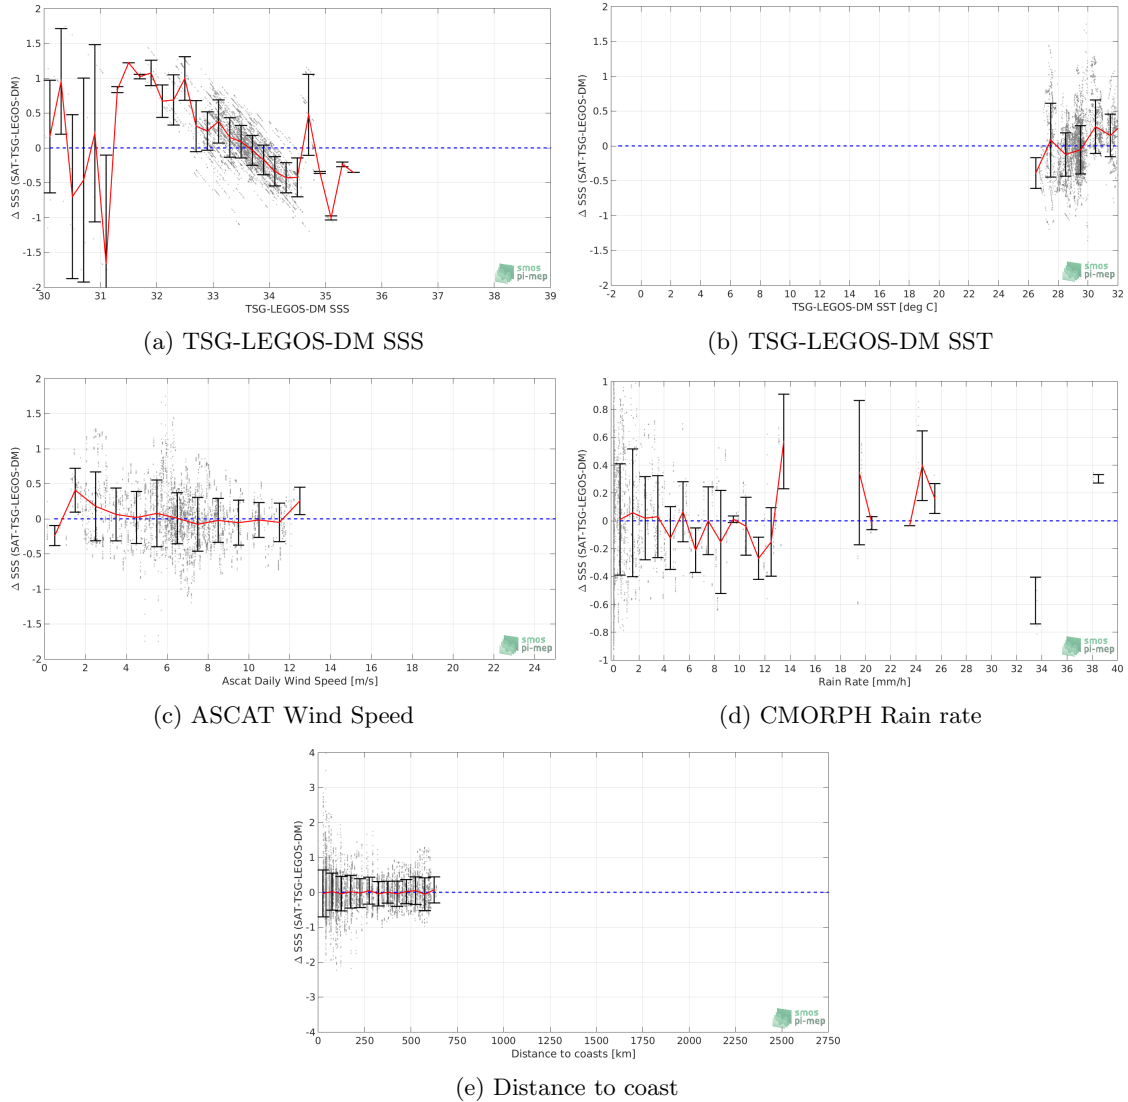 2
1.5
1
0.5
0
-0.5
-1
-1.5
-2
Δ SSS (SAT-TSG-LEGOS-DM)
30 31 32 33 34 35 36 37 38 39
TSG-LEGOS-DM SSS
smos
pi-mep
(a) TSG-LEGOS-DM SSS
2
1.5
1
0.5
0
-0.5
-1
-1.5
-2
Δ SSS (SAT-TSG-LEGOS-DM)
-2 0 2 4 6 8 10 12 14 16 18 20 22 24 26 28 30 32
TSG-LEGOS-DM SST [deg C]
smos
pi-mep
(b) TSG-LEGOS-DM SST
2
1.5
1
0.5
0
-0.5
-1
-1.5
-2
Δ SSS (SAT-TSG-LEGOS-DM)
0 2 4 6 8 10 12 14 16 18 20 22 24
Ascat Daily Wind Speed [m/s]
smos
pi-mep
(c) ASCAT Wind Speed
1
0.8
0.6
0.4
0.2
0
-0.2
-0.4
-0.6
-0.8
-1
Δ SSS (SAT-TSG-LEGOS-DM)
0 2 4 6 8 10 12 14 16 18 20 22 24 26 28 30 32 34 36 38 40
Rain Rate [mm/h]
smos
pi-mep
(d) CMORPH Rain rate
4
3
2
1
0
-1
-2
-3
-4
Δ SSS (SAT-TSG-LEGOS-DM)
0 250 500 750 1000 1250 1500 1750 2000 2250 2500 2750
Distance to coasts [km]
smos
pi-mep
(e) Distance to coast